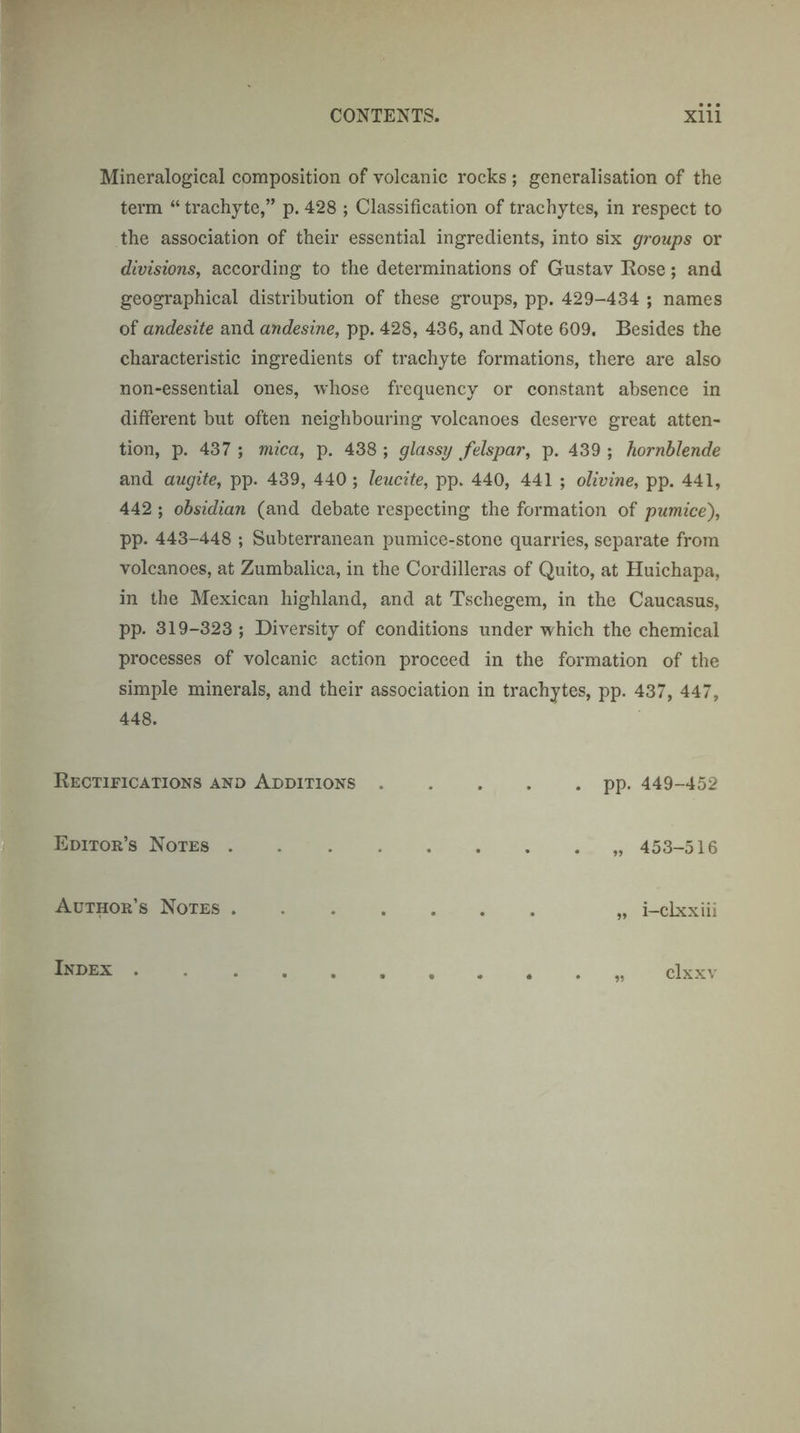 CONTENTS. xiii
Mineralogical composition of volcanic rocks ; generalisation of the
term “ trachyte,” p. 428 ; Classification of trachytes, in respect to
the association of their essential ingredients, into six groups or
divisions, according to the determinations of Gustav Rose ; and
geographical distribution of these groups, pp. 429–434 ; names
of andesite and andesine, pp. 428, 436, and Note 609. Besides the
characteristic ingredients of trachyte formations, there are also
non-essential ones, whose frequency or constant absence in
different but often neighbouring volcanoes deserve great atten-
tion, p. 437 ; mica, p. 438 ; glassy felspar, p. 439 ; hornblende
and augite, pp. 439, 440 ; leucite, pp. 440, 441 ; olivine, pp. 441,
442 ; obsidian (and debate respecting the formation of pumice),
pp. 443–448 ; Subterranean pumice-stone quarries, separate from
volcanoes, at Zumbalica, in the Cordilleras of Quito, at Huichapa,
in the Mexican highland, and at Tschegem, in the Caucasus,
pp. 319–323 ; Diversity of conditions under which the chemical
processes of volcanic action proceed in the formation of the
simple minerals, and their association in trachytes, pp. 437, 447,
448.
Rectifications and Additions . . . . . pp. 449–452
Editor’s Notes . . . . . . . . „ 453–516
Author’s Notes . . . . . . . „ i–clxxiii
Index . . . . . . . . . . „ clxxv